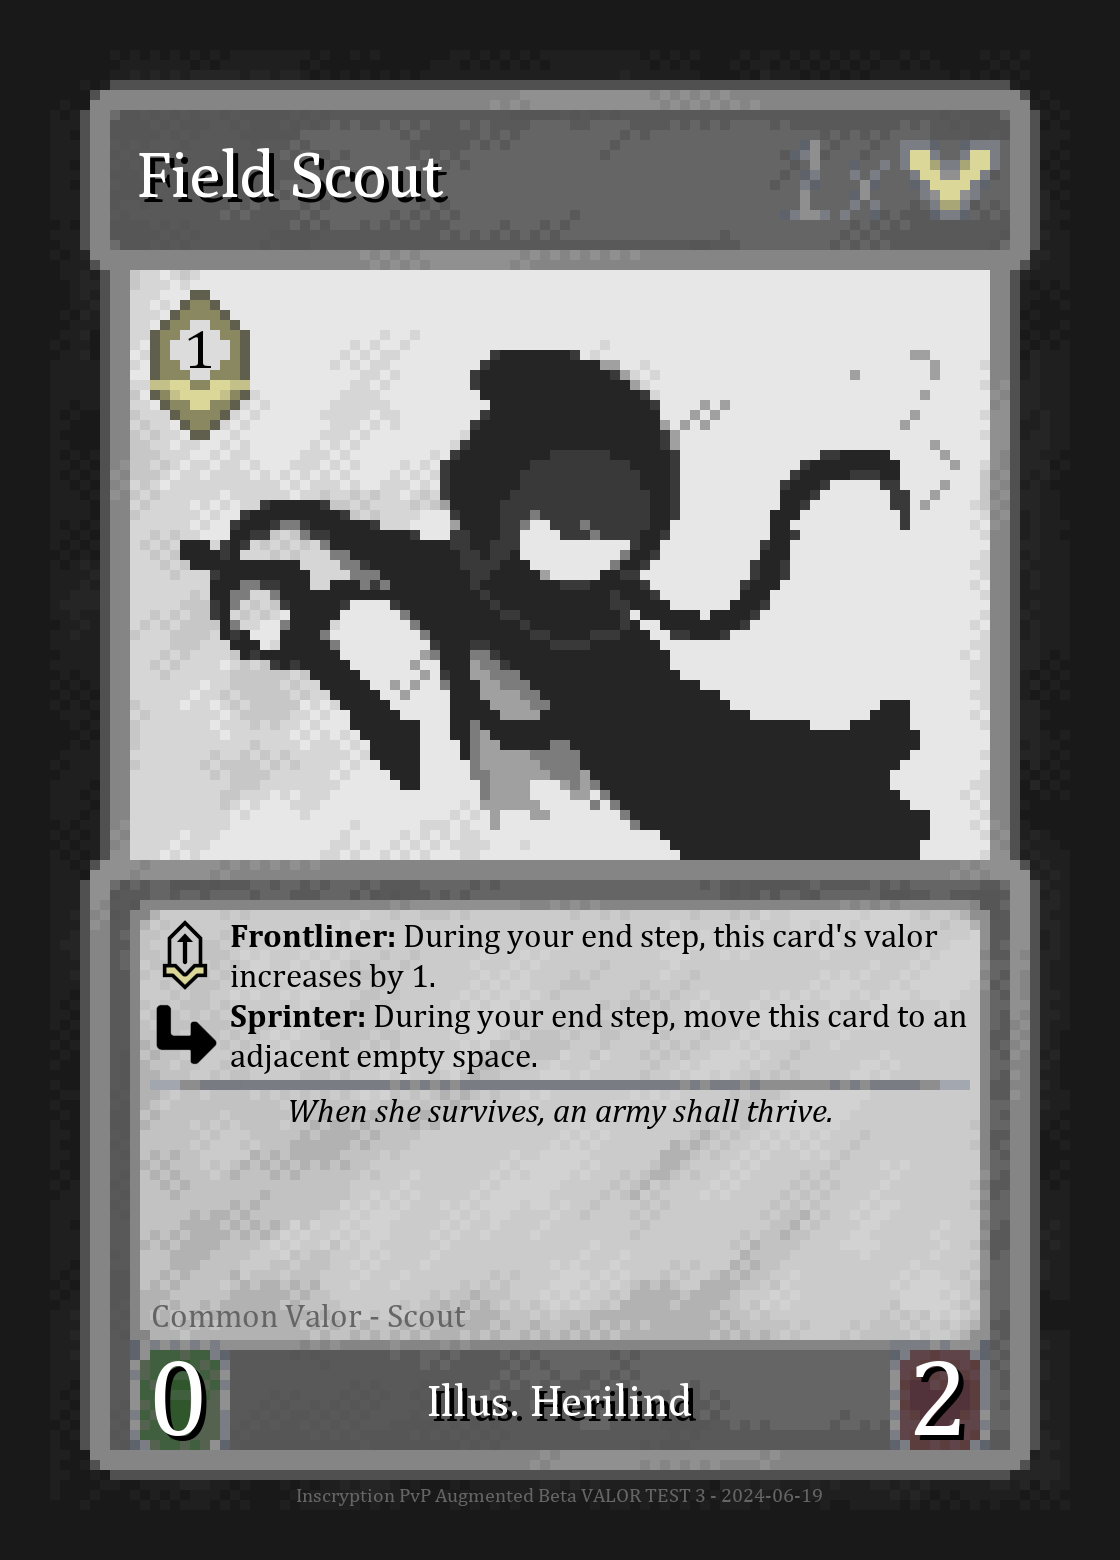 Field Scout 1x
1
Frontliner: During your end step, this card's valor
increases by 1.
Sprinter: During your end step, move this card to an
adjacent empty space.
When she survives, an army shall thrive.
Common Valor - Scout
0 Illus. Herilind 2
Inscryption PvP Augmented Beta VALOR TEST 3 - 2024-06-19